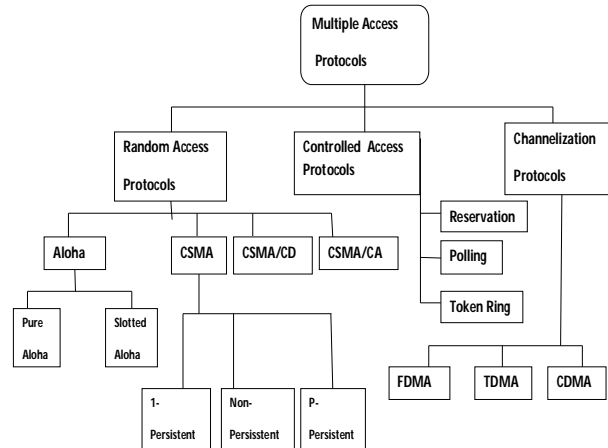 Multiple Access
Protocols
Random Access
Protocols
Controlled Access
Protocols
Channelization
Protocols
Reservation
Polling
Token Ring
Aloha
CSMA
CSMA/CD
CSMA/CA
Pure
Aloha
Slotted
Aloha
FDMA
TDMA
CDMA
1-
Persistent
Non-
Persisstent
P-
Persistent